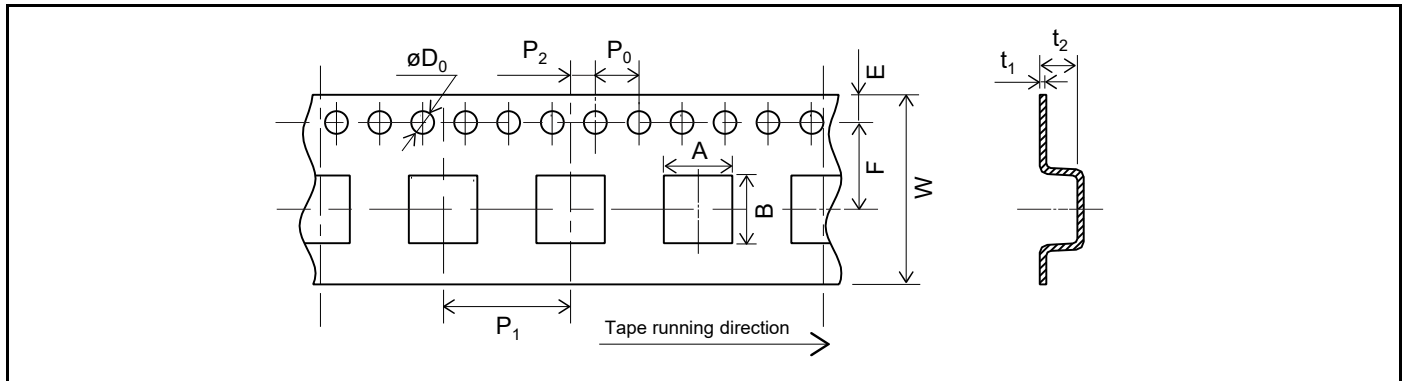 øD₀
P₂
P₀
E
t₁
t₂
A
F
B
W
P₁
Tape running direction